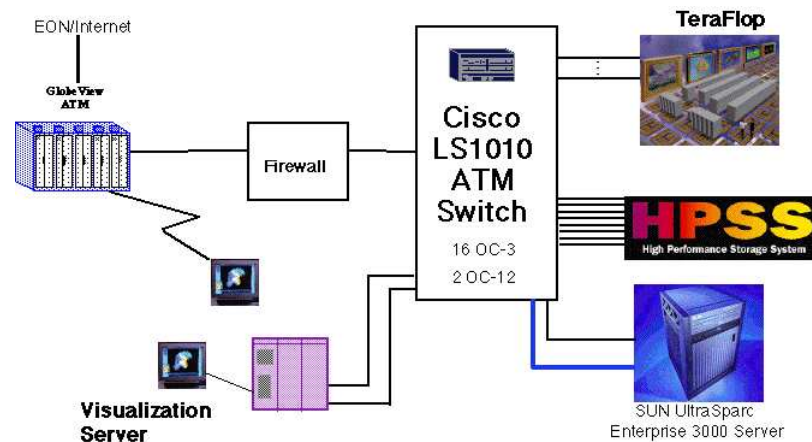 EON/Internet
GlobeView
ATM
Firewall
Cisco
LS1010
ATM
Switch
16 OC-3
2 OC-12
TeraFlop
HPSS
High Performance Storage System
SUN UltraSparc
Enterprise 3000 Server
Visualization
Server